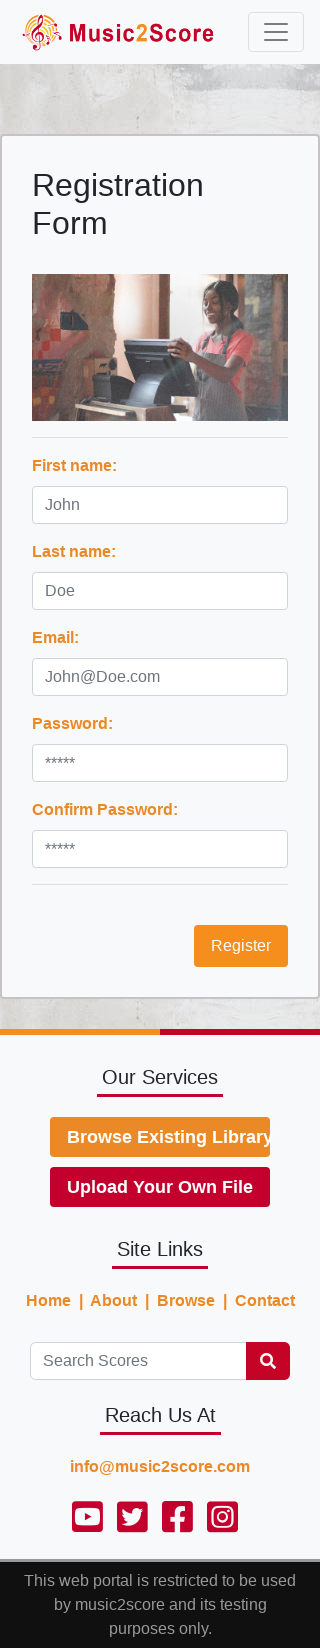 Music2Score
Registration
Form
First name:
John
Last name:
Doe
Email:
John@Doe.com
Password:
*****
Confirm Password:
*****
Register
Our Services
Browse Existing Library
Upload Your Own File
Site Links
Home | About | Browse | Contact
Search Scores
Reach Us At
info@music2score.com
This web portal is restricted to be used
by music2score and its testing
purposes only.